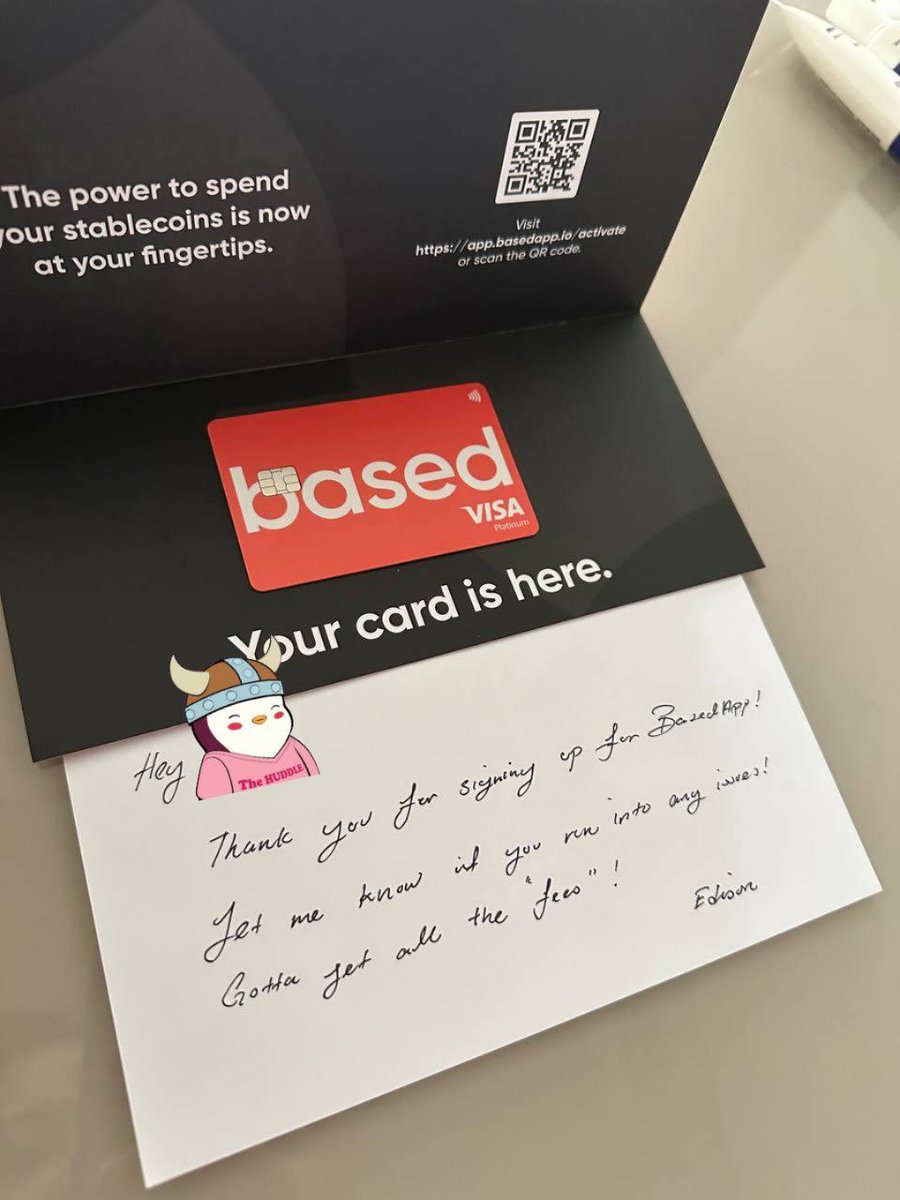 The power to spend
your stablecoins is now
at your fingertips.
Visit
https://app.basedapp.io/activate
or scan the QR code.
based
VISA
Platinum
Your card is here.
Hey
The HUDDLE
Thank you for signing up for BasedApp!
Let me know if you run into any issues!
Gotta get all the "fees"!
Edison